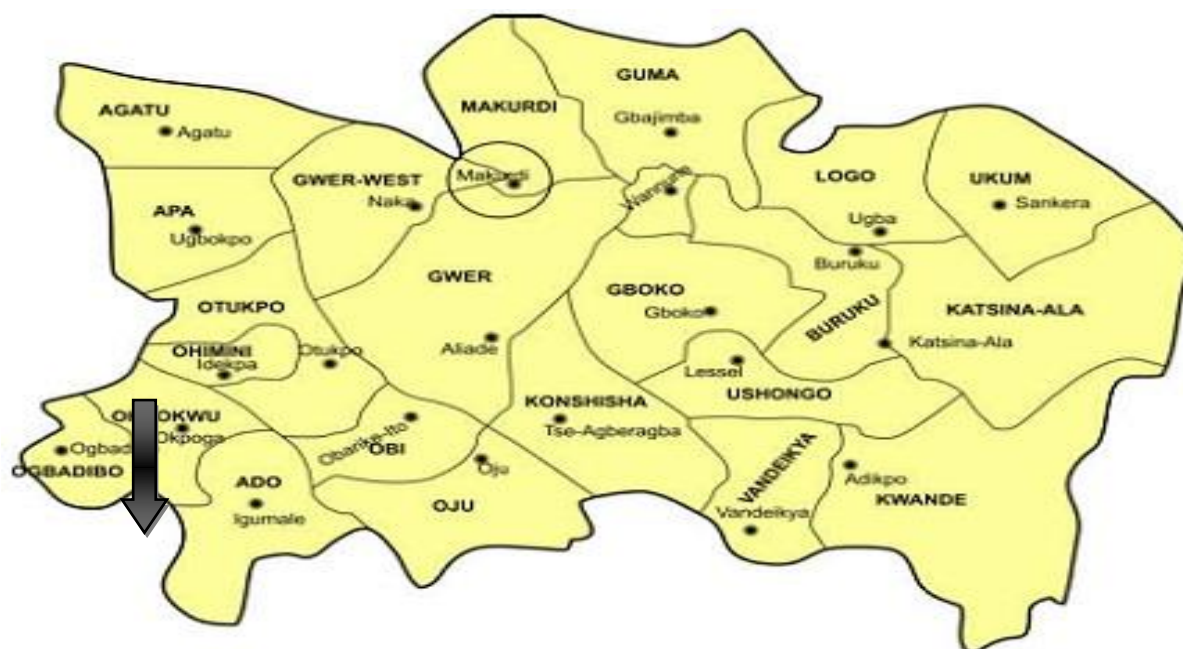 GUMA
AGATU
MAKURDI
Agatu
Gbajimba
LOGO
UKUM
GWER-WEST
Makurdi
Naka
Sankera
APA
Ugba
Ugbokpo
Buruku
GWER
GBOKO
OTUKPO
Gboko
BURUKU
KATSINA-ALA
OHIMINI
Otukpo
Aliade
Katsina-Ala
Idekpa
Lessel
USHONGO
KONSHISHA
Okpoga
Tse-Agberagba
OBI
OGBADIBO
Oju
VANDEIKYA
Adikpo
ADO
OJU
KWANDE
Igumale
Vandeikya